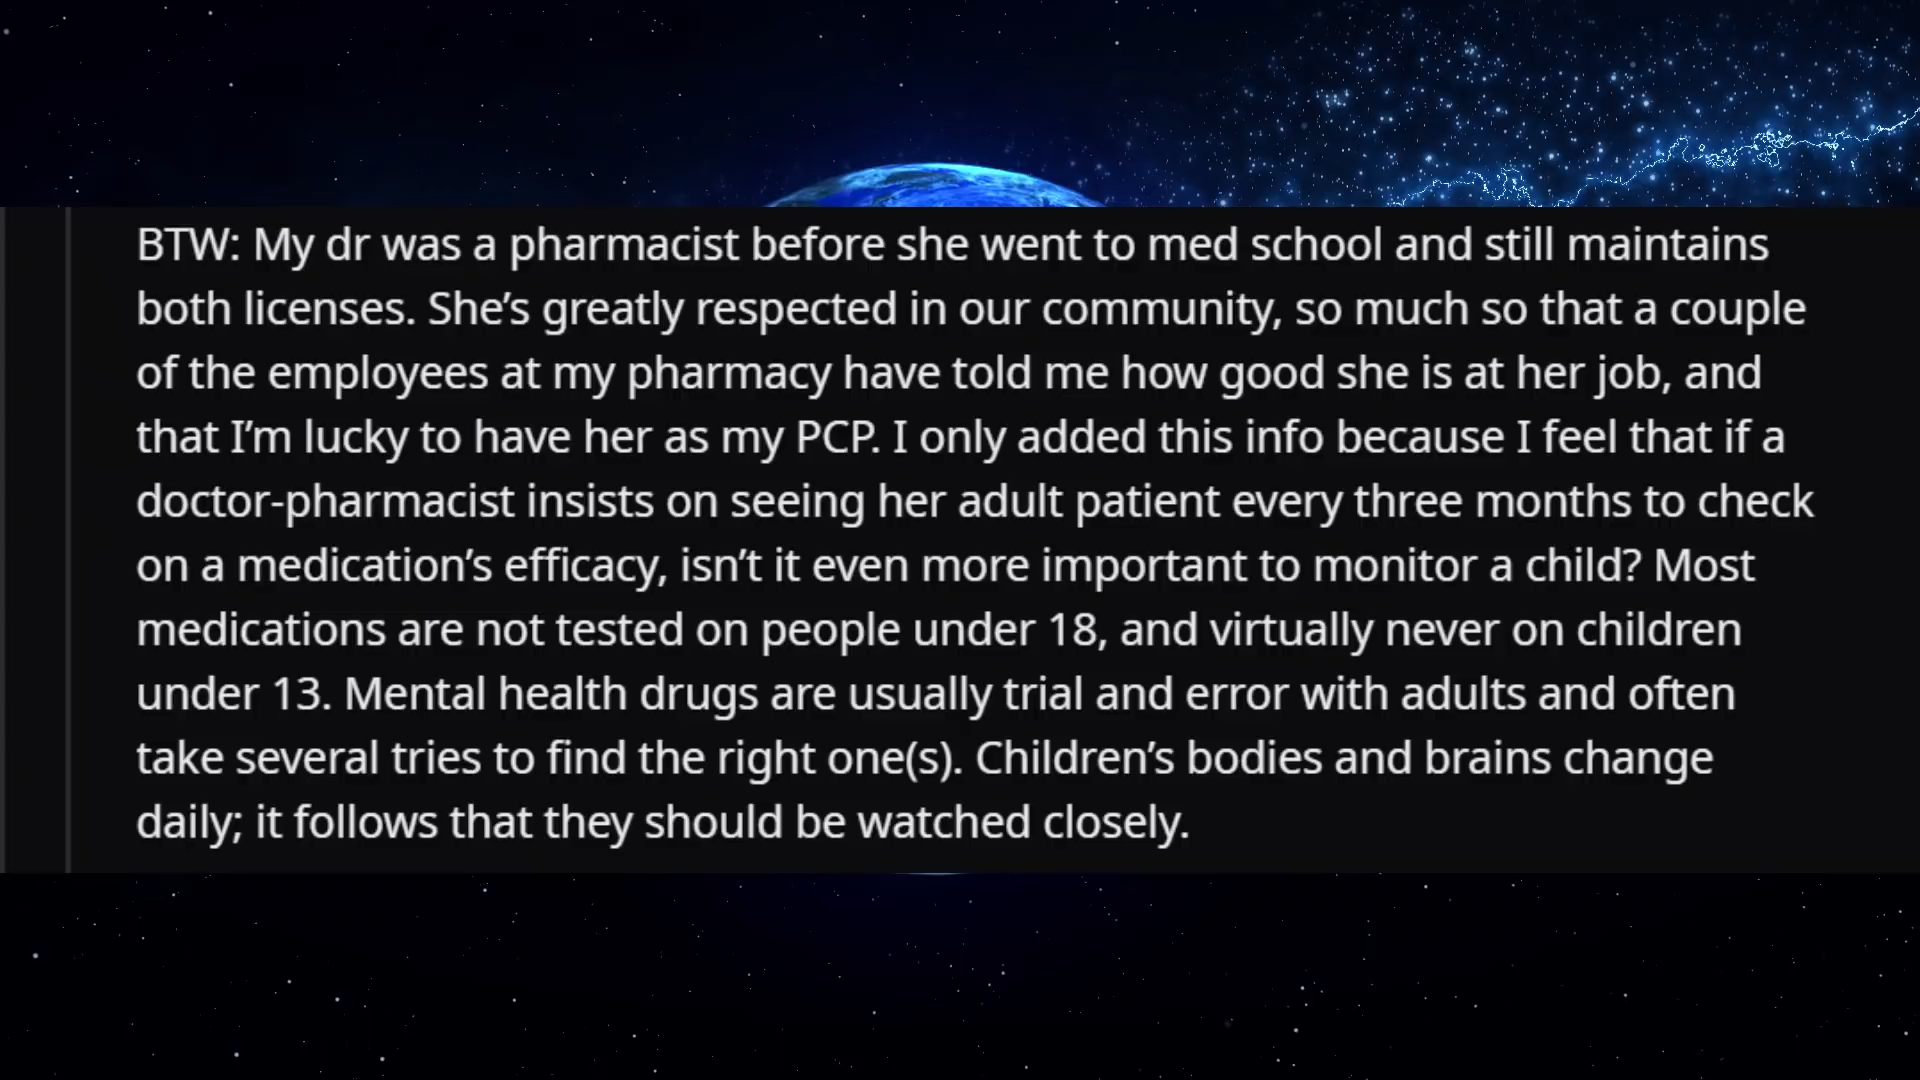 BTW: My dr was a pharmacist before she went to med school and still maintains
both licenses. She’s greatly respected in our community, so much so that a couple
of the employees at my pharmacy have told me how good she is at her job, and
that I’m lucky to have her as my PCP. I only added this info because I feel that if a
doctor-pharmacist insists on seeing her adult patient every three months to check
on a medication’s efficacy, isn’t it even more important to monitor a child? Most
medications are not tested on people under 18, and virtually never on children
under 13. Mental health drugs are usually trial and error with adults and often
take several tries to find the right one(s). Children’s bodies and brains change
daily; it follows that they should be watched closely.